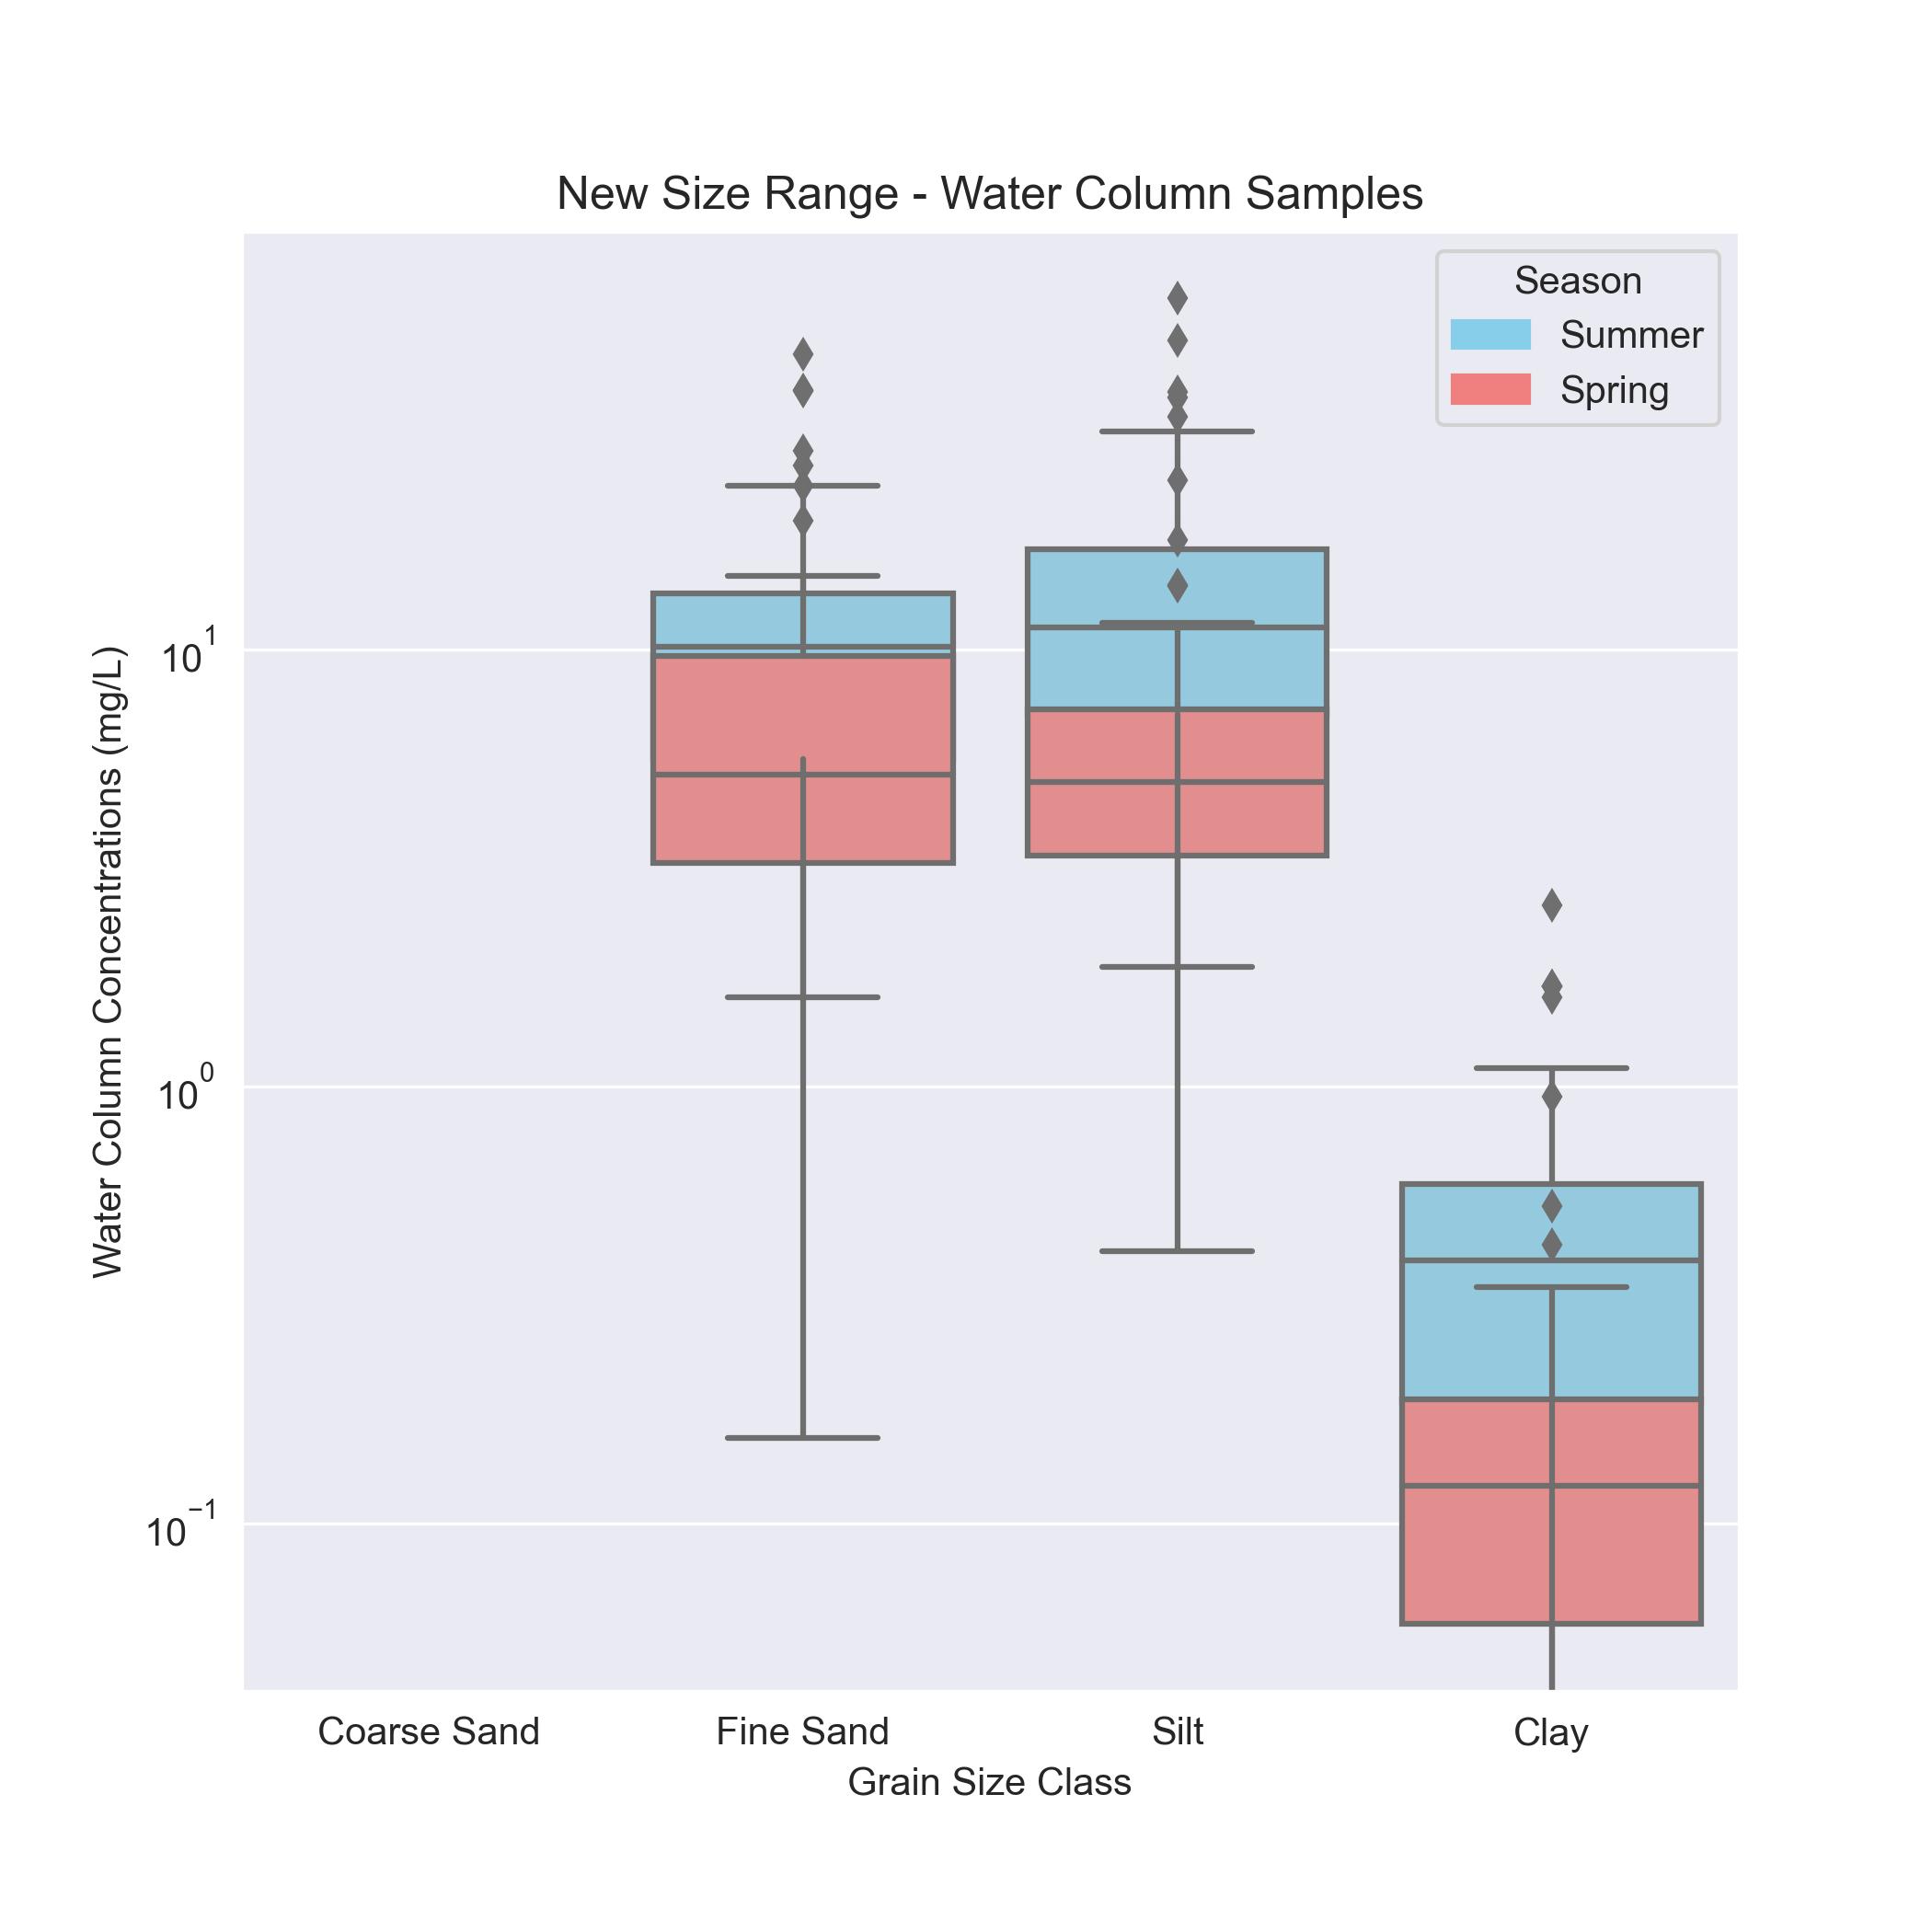 New Size Range - Water Column Samples
Season
Summer
Spring
Water Column Concentrations (mg/L)
10¹
10⁰
10⁻¹
Coarse Sand
Fine Sand
Silt
Clay
Grain Size Class